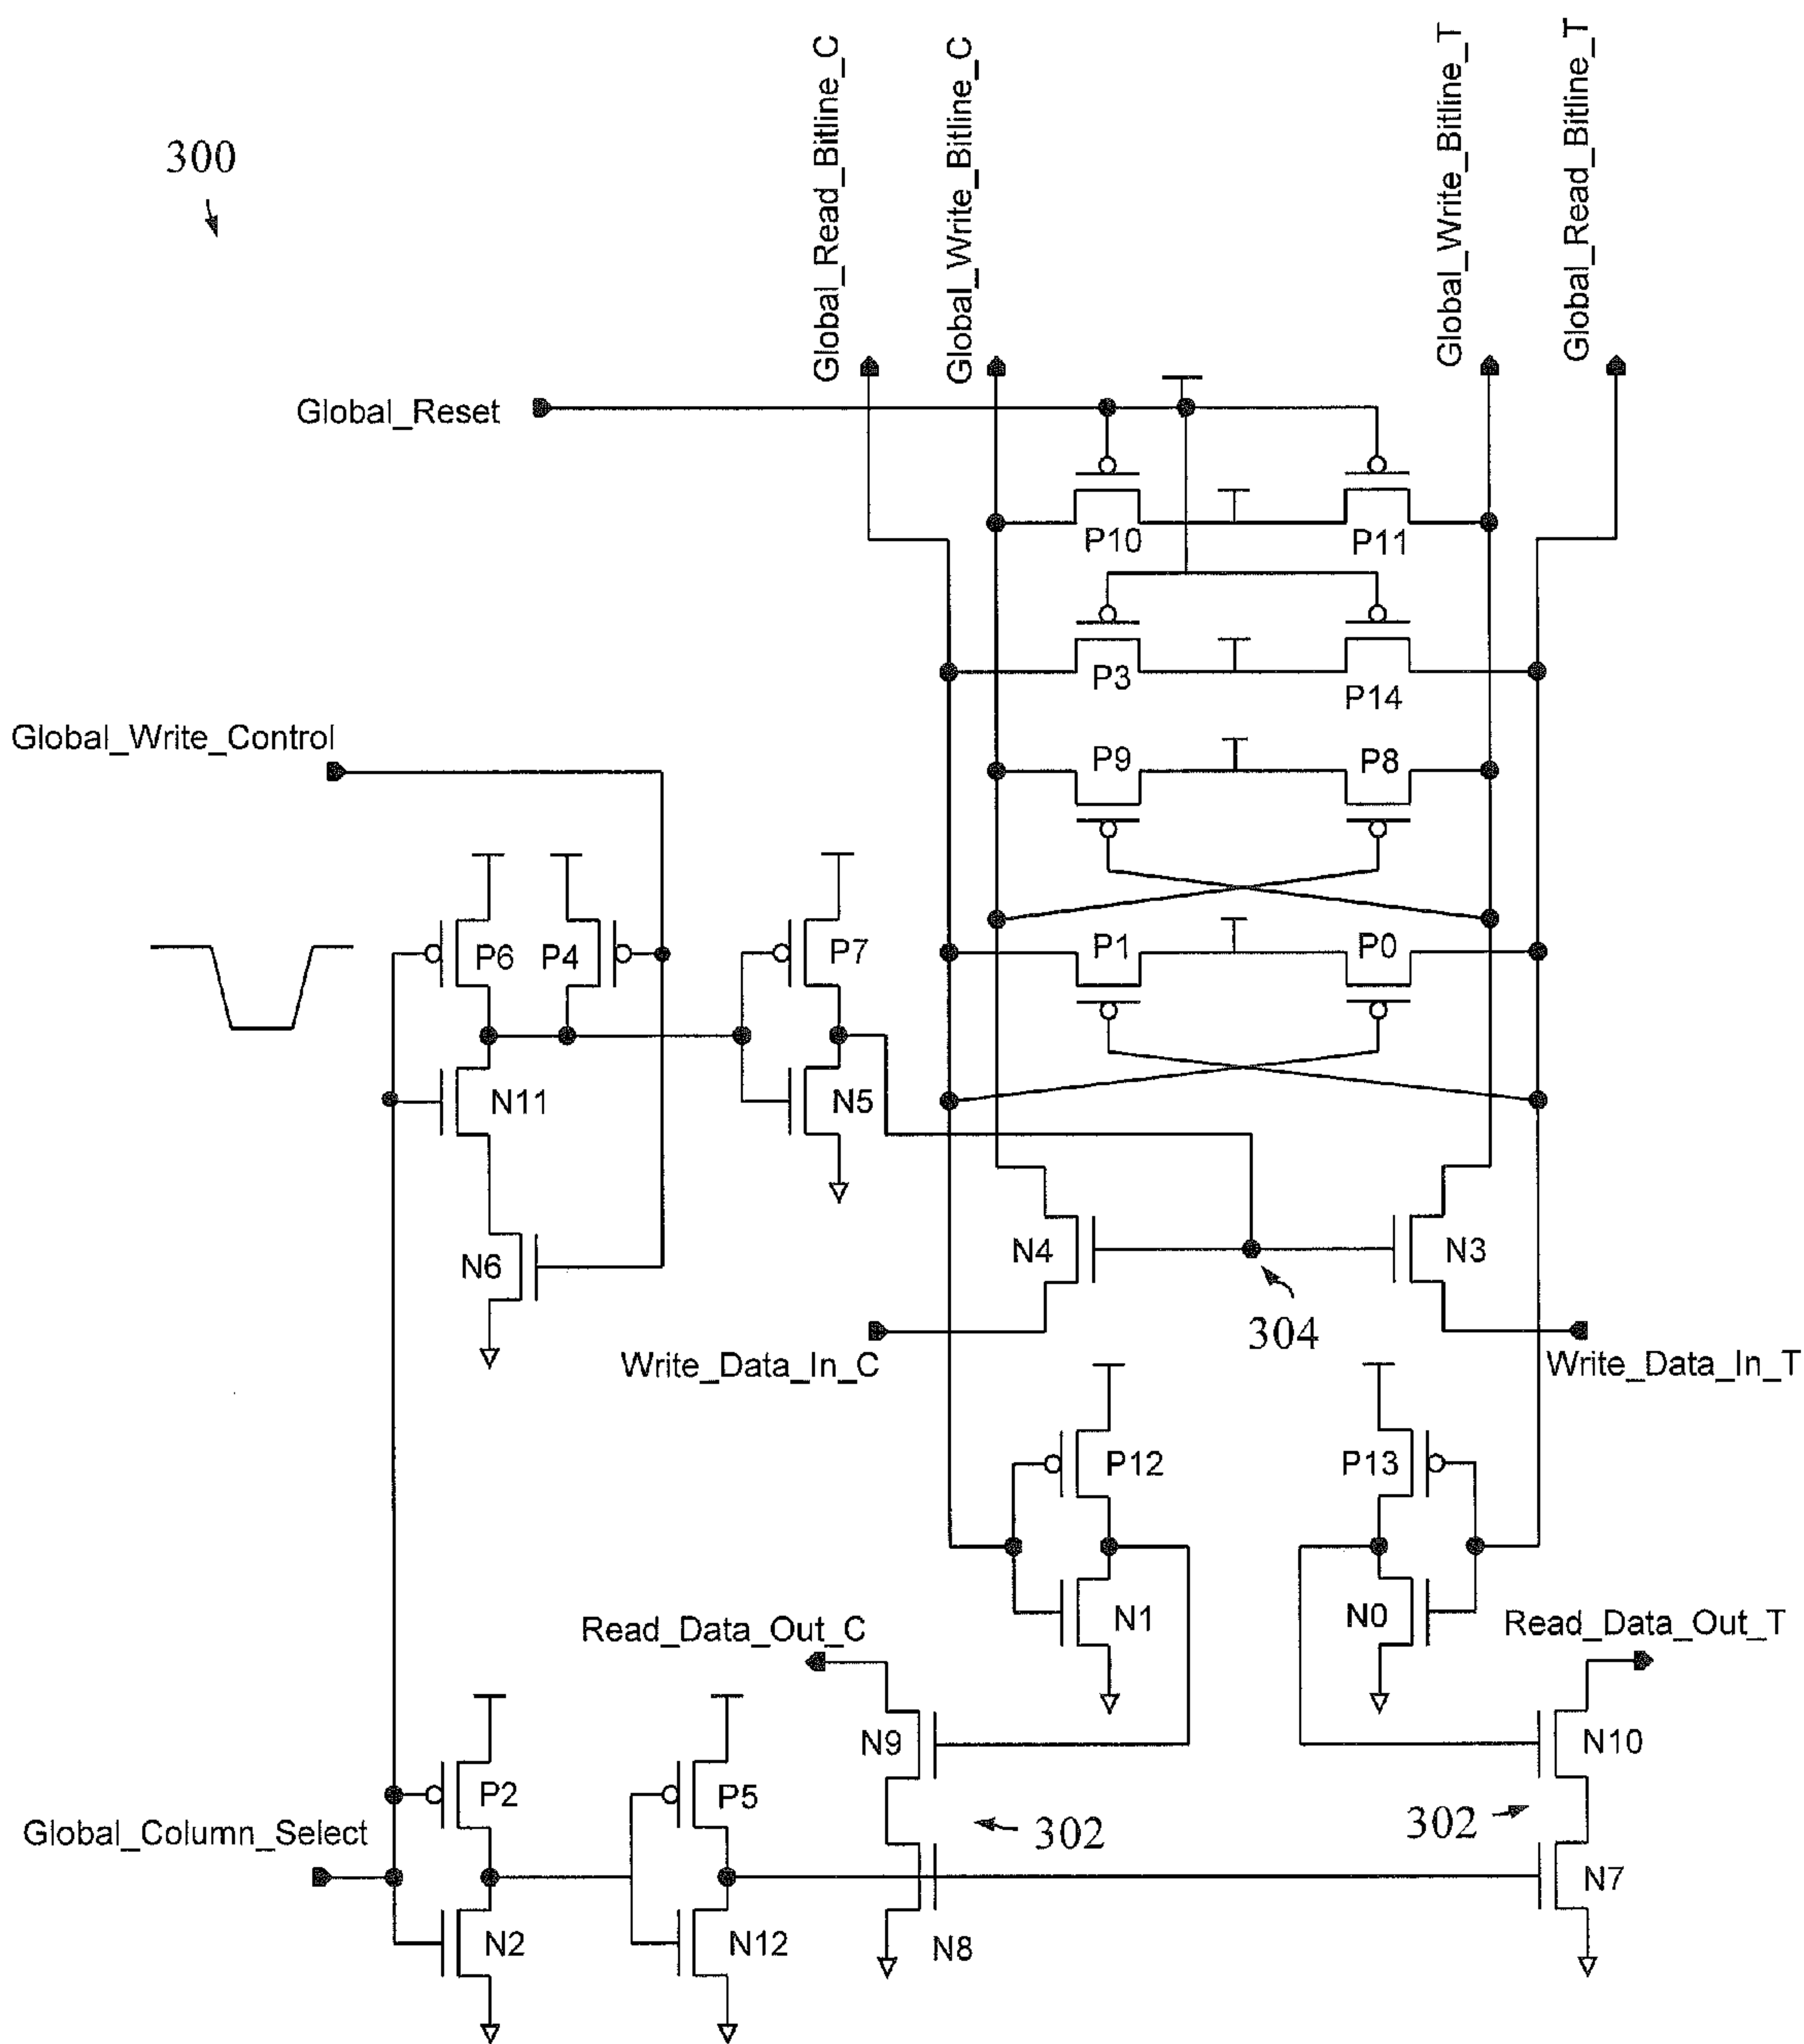 300
Global_Read_Bitline_C
Global_Write_Bitline_C
Global_Write_Bitline_T
Global_Read_Bitline_T
Global_Reset
P10
P11
P3
P14
Global_Write_Control
P9
P8
P6
P4
P7
P1
P0
N11
N5
N6
N4
N3
304
Write_Data_In_C
Write_Data_In_T
P12
P13
N1
N0
Read_Data_Out_C
Read_Data_Out_T
N9
N10
P2
P5
302
302
Global_Column_Select
N2
N12
N8
N7